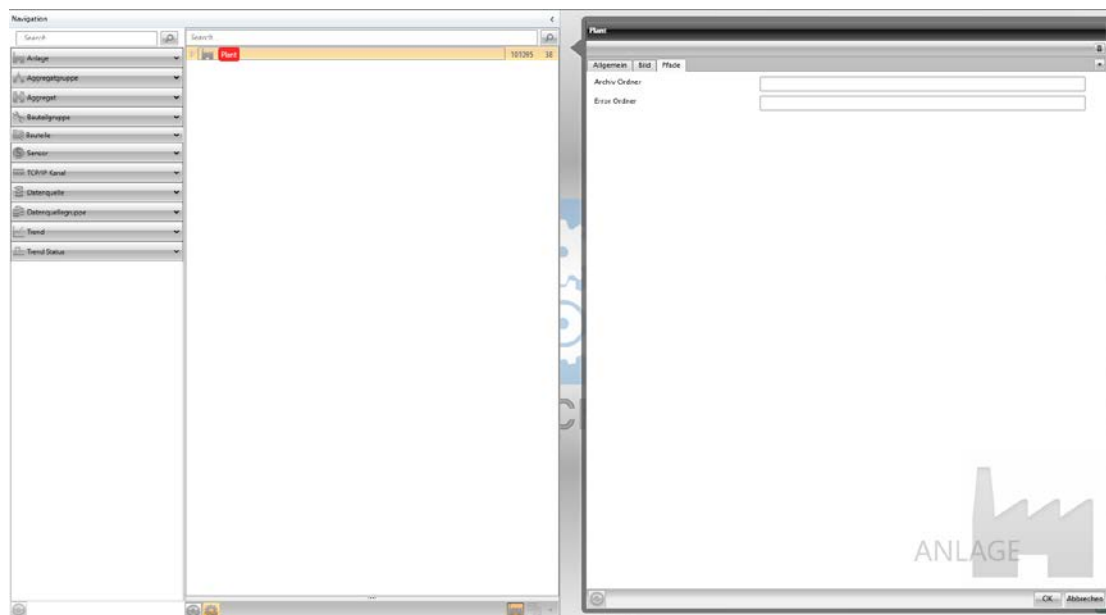 Navigation
Search
Anlage
Aggregatgruppe
Aggregat
Bauteilgruppe
Bauteile
Sensor
TCP/IP Kanal
Datenquelle
Datenquellegruppe
Trend
Trend Status
Search
Plant 38
Plant
Allgemein Bild Pfade
Archiv Ordner
Error Ordner
ANLAGE
OK Abbrechen